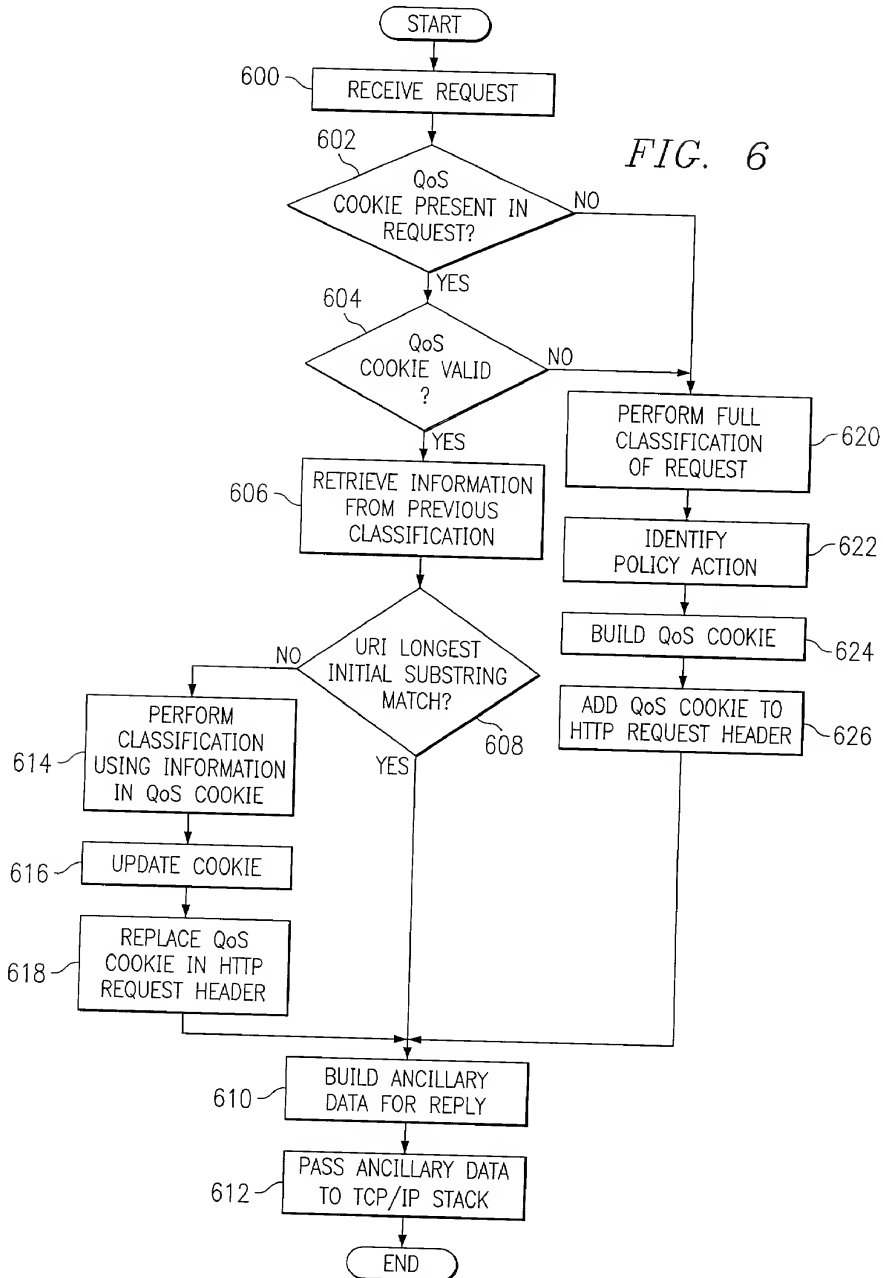 START
600
RECEIVE REQUEST
FIG. 6
602
QoS
COOKIE PRESENT IN
REQUEST?
NO
YES
604
QoS
COOKIE VALID
?
NO
YES
606
RETRIEVE INFORMATION
FROM PREVIOUS
CLASSIFICATION
PERFORM FULL
CLASSIFICATION
OF REQUEST
620
IDENTIFY
POLICY ACTION
622
BUILD QoS COOKIE
624
ADD QoS COOKIE TO
HTTP REQUEST HEADER
626
URI LONGEST
INITIAL SUBSTRING
MATCH?
608
NO
YES
614
PERFORM
CLASSIFICATION
USING INFORMATION
IN QoS COOKIE
616
UPDATE COOKIE
618
REPLACE QoS
COOKIE IN HTTP
REQUEST HEADER
610
BUILD ANCILLARY
DATA FOR REPLY
612
PASS ANCILLARY DATA
TO TCP/IP STACK
END